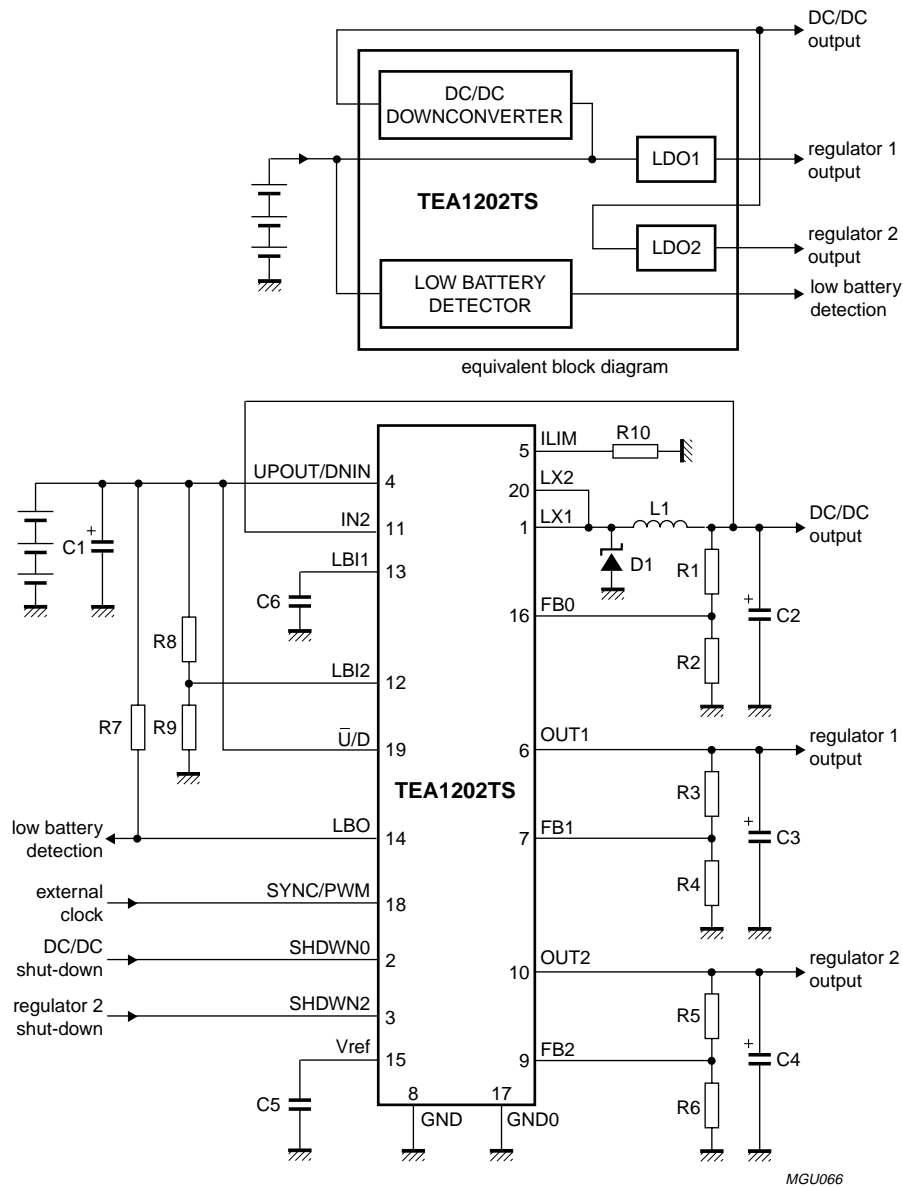 DC/DC
output
DC/DC
DOWNCONVERTER
LDO1
regulator 1
output
TEA1202TS
LDO2
regulator 2
output
LOW BATTERY
DETECTOR
low battery
detection
equivalent block diagram
5 ILIM R10
UPOUT/DNIN 4
20 LX2
IN2 11
1 LX1 L1 DC/DC
output
C1 +
LBI1 13
D1
R1
C6
16 FB0
+ C2
R8
R2
LBI2 12
R7
R9
U̅/D 19
6 OUT1
regulator 1
output
TEA1202TS
R3
low battery
detection
LBO 14
7 FB1
+ C3
R4
external
clock
SYNC/PWM 18
DC/DC
shut-down
SHDWN0 2
10 OUT2
regulator 2
output
regulator 2
shut-down
SHDWN2 3
R5
Vref 15
9 FB2
+ C4
C5
8 17
R6
GND GND0
MGU066